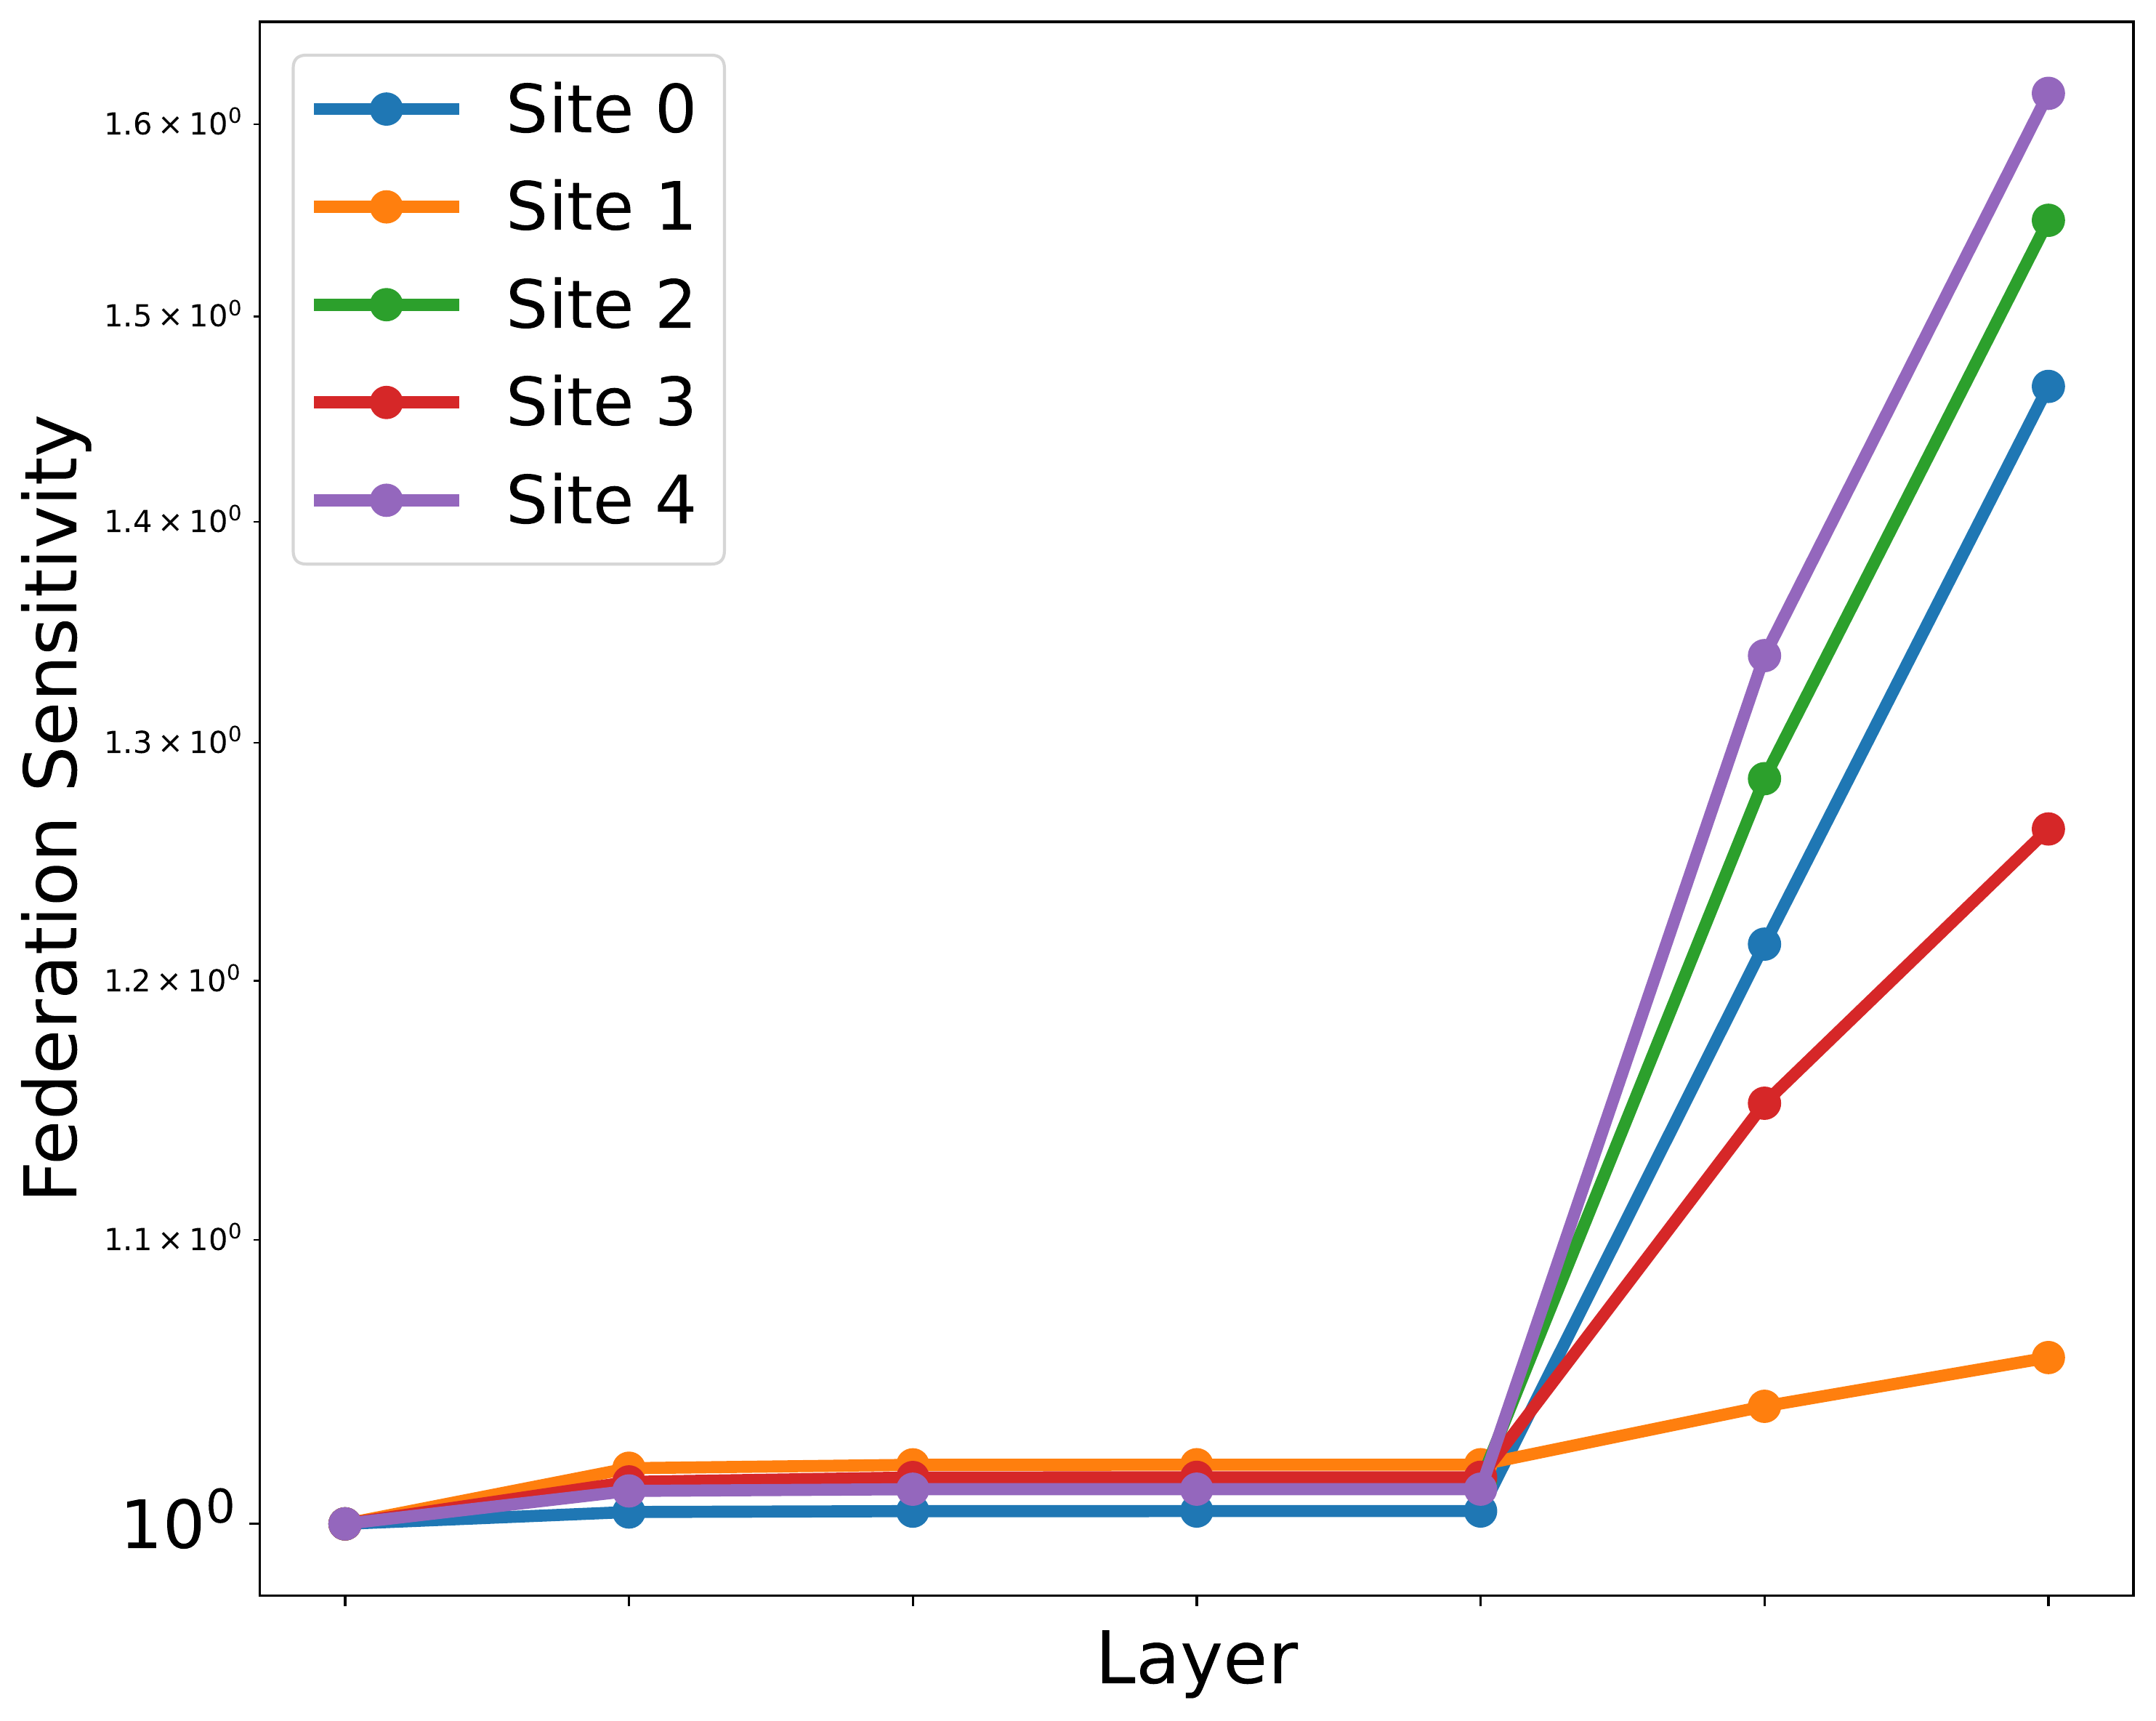 Site 0
Site 1
Site 2
Site 3
Site 4
Federation Sensitivity
1.6 × 10⁰
1.5 × 10⁰
1.4 × 10⁰
1.3 × 10⁰
1.2 × 10⁰
1.1 × 10⁰
10⁰
Layer